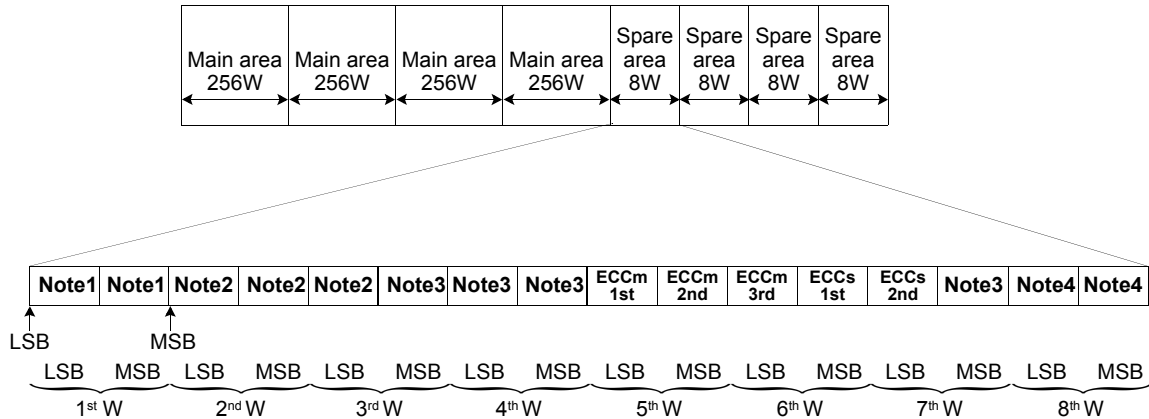 Main area 256W
Main area 256W
Main area 256W
Main area 256W
Spare area 8W
Spare area 8W
Spare area 8W
Spare area 8W
Note1 Note1 Note2 Note2 Note2 Note3 Note3 Note3 ECCm 1st ECCm 2nd ECCm 3rd ECCs 1st ECCs 2nd Note3 Note4 Note4
LSB MSB
LSB MSB LSB MSB LSB MSB LSB MSB LSB MSB LSB MSB LSB MSB LSB MSB
1st W 2nd W 3rd W 4th W 5th W 6th W 7th W 8th W